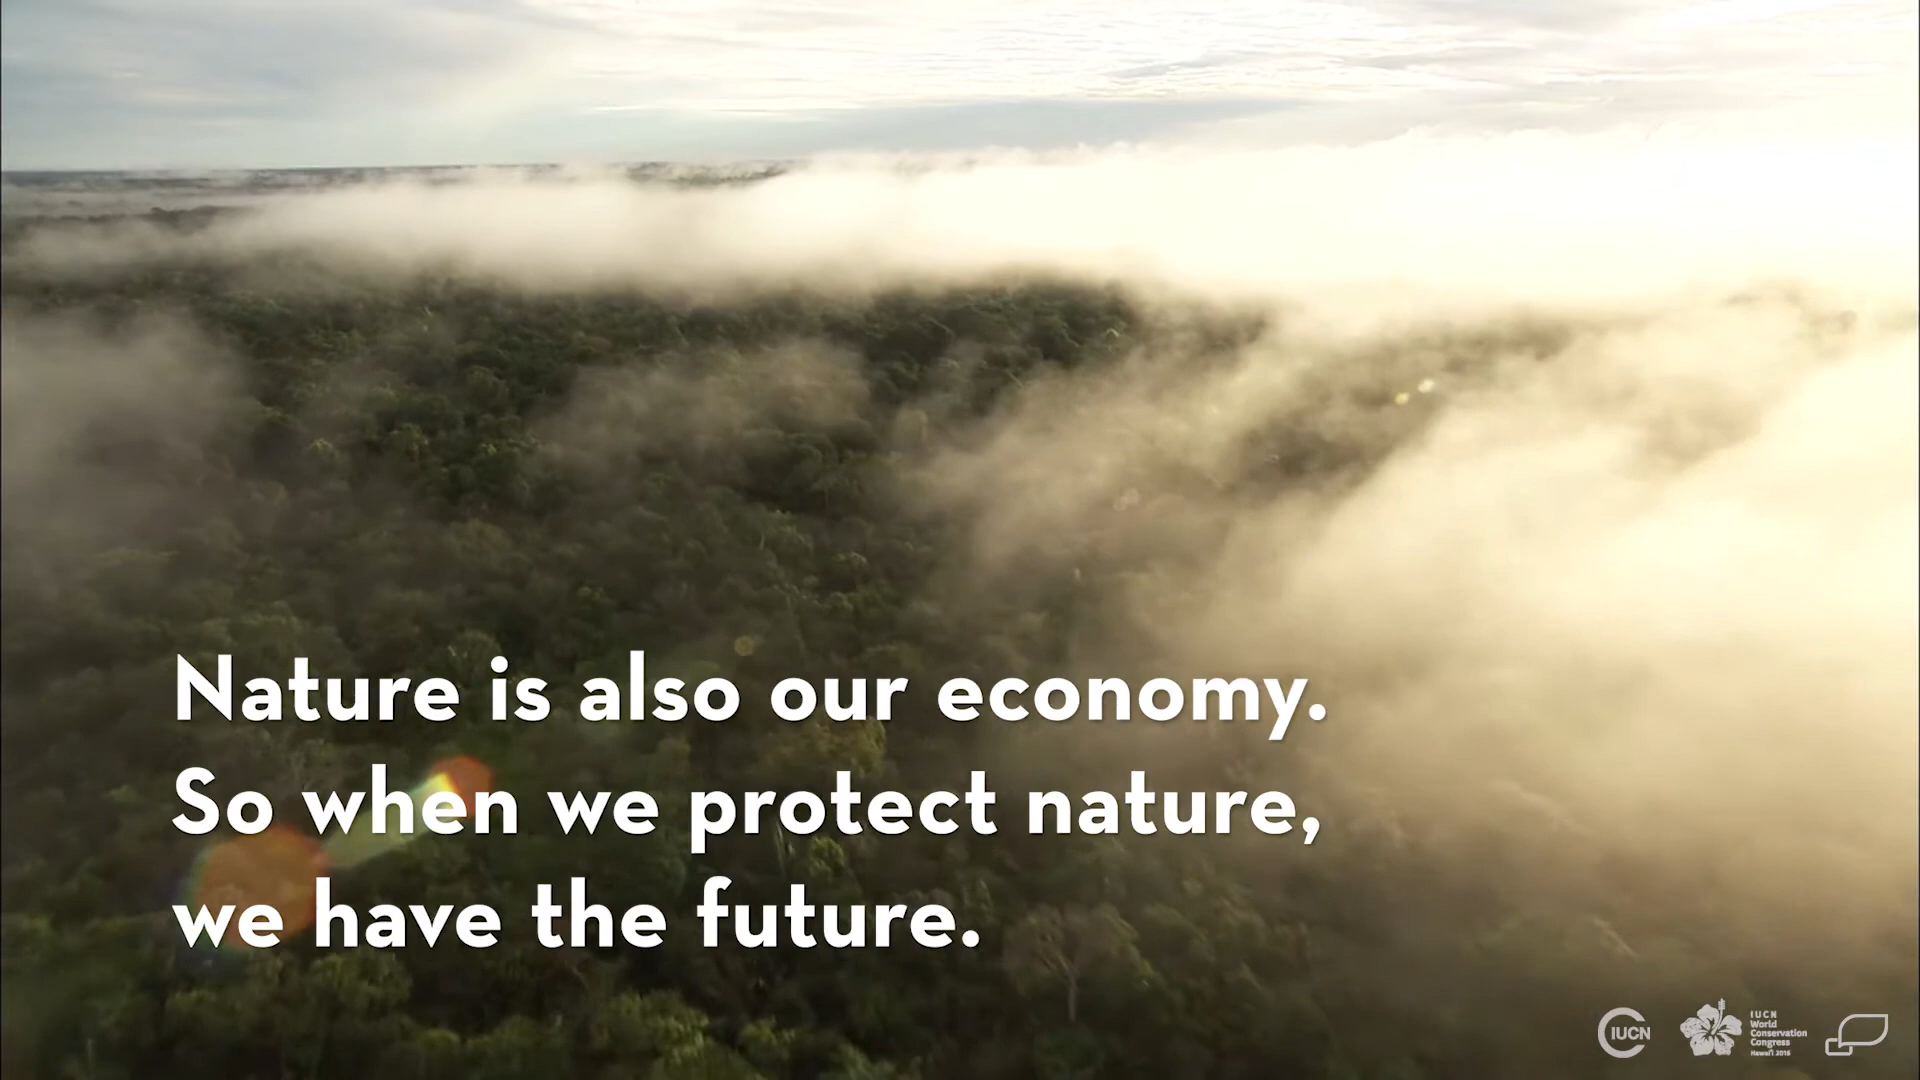 Nature is also our economy.
So when we protect nature,
we have the future.
IUCN
IUCN
World
Conservation
Congress
Hawai'i 2016